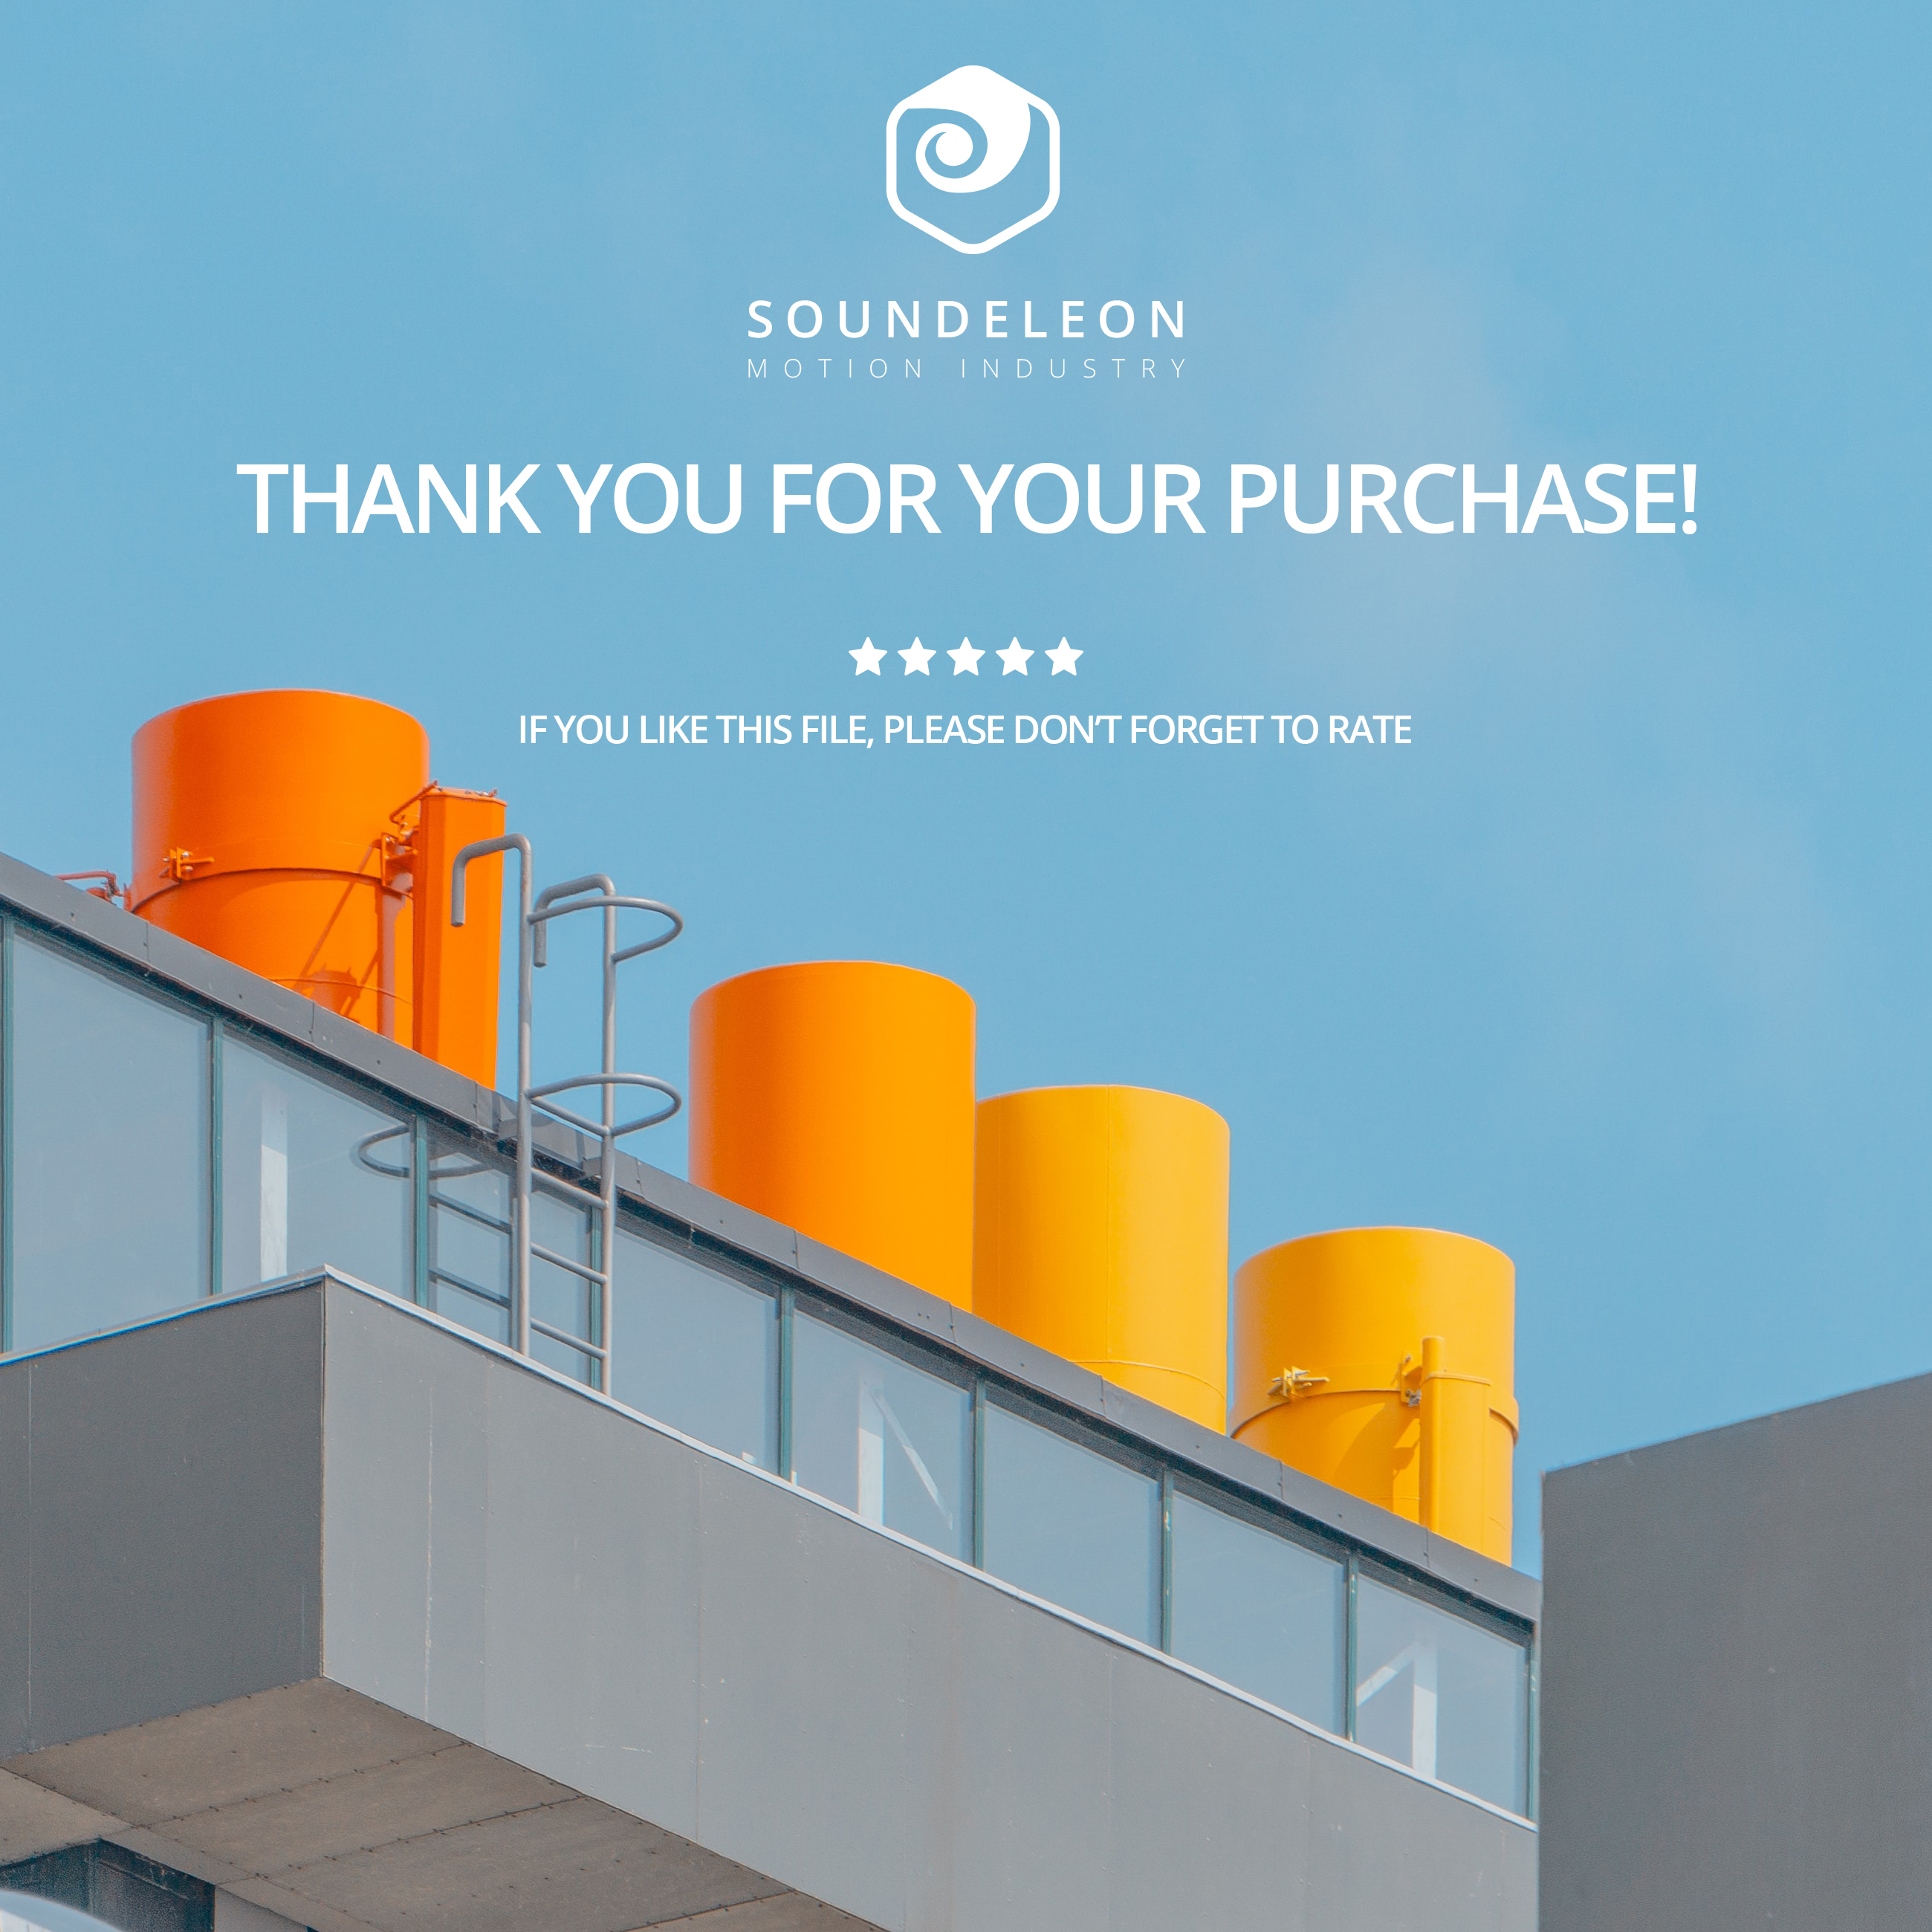 SOUNDELEON
MOTION INDUSTRY
THANK YOU FOR YOUR PURCHASE!
IF YOU LIKE THIS FILE, PLEASE DON'T FORGET TO RATE